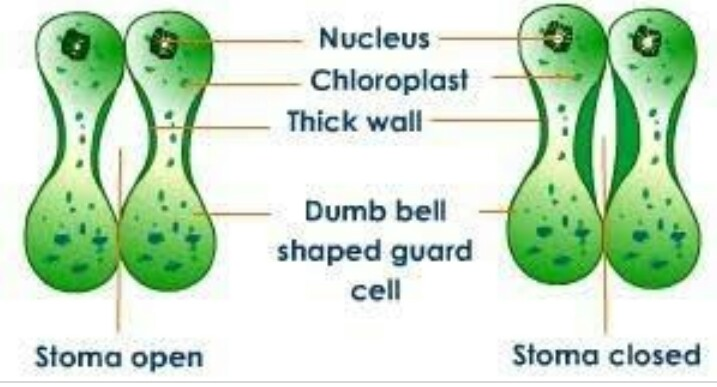 Nucleus
Chloroplast
Thick wall
Dumb bell
shaped guard
cell
Stoma open
Stoma closed